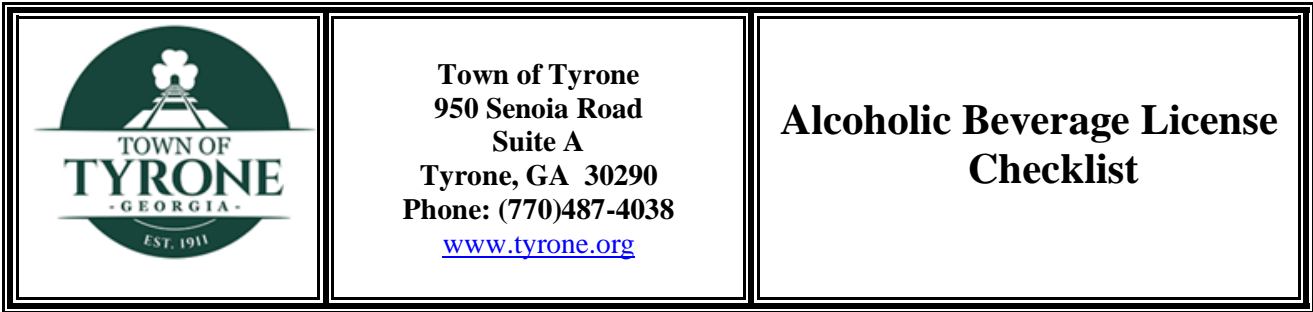 TOWN OF
TYRONE
- GEORGIA -
EST. 1911
Town of Tyrone
950 Senoia Road
Suite A
Tyrone, GA  30290
Phone: (770)487-4038
www.tyrone.org
Alcoholic Beverage License
Checklist